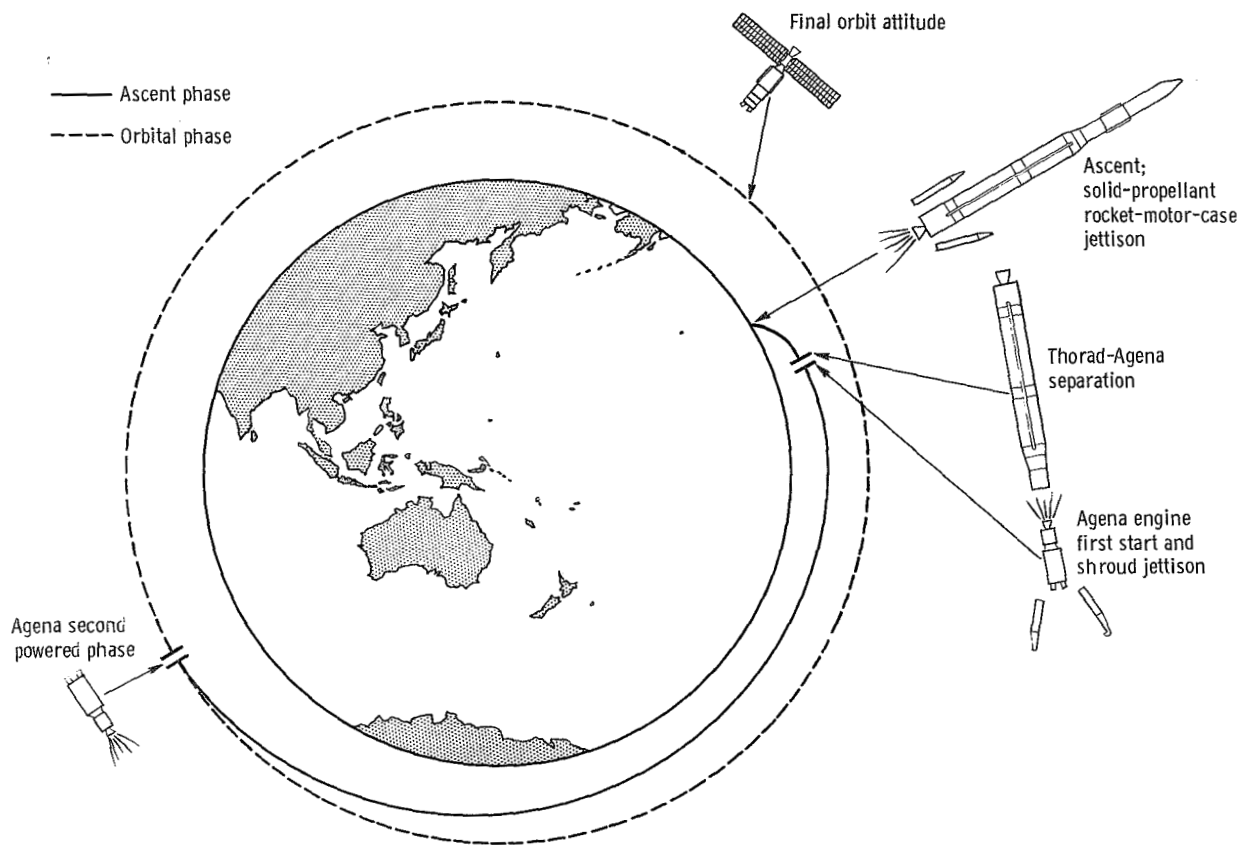 Final orbit attitude
Ascent phase
Orbital phase
Ascent;
solid-propellant
rocket-motor-case
jettison
Thorad-Agena
separation
Agena engine
first start and
shroud jettison
Agena second
powered phase